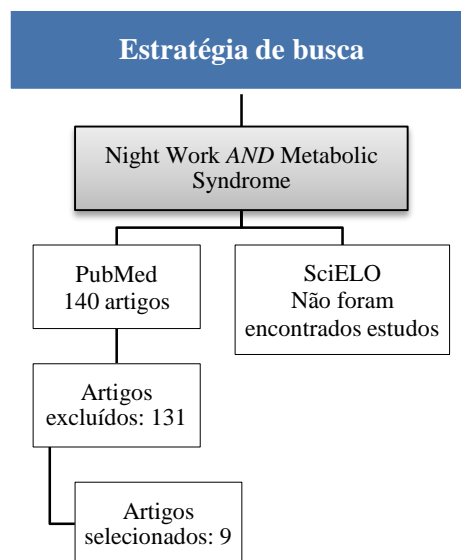 Estratégia de busca
Night Work AND Metabolic
Syndrome
PubMed
140 artigos
SciELO
Não foram
encontrados estudos
Artigos
excluídos: 131
Artigos
selecionados: 9